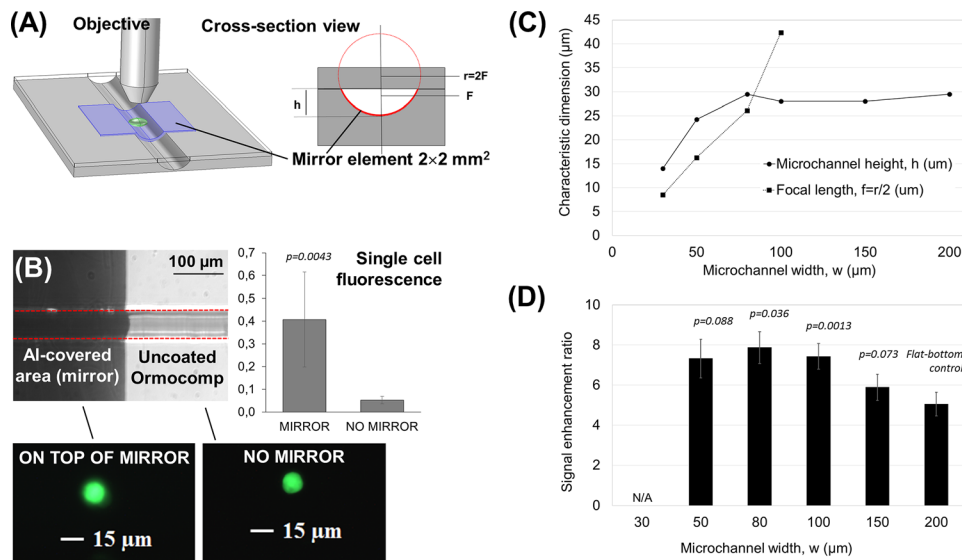 (A)
Objective
Cross-section view
r=2F
F
h
Mirror element 2×2 mm²
(B)
100 µm
Al-covered
area (mirror)
Uncoated
Ormocomp
Single cell
fluorescence
p=0.0043
0,8
0,7
0,6
0,5
0,4
0,3
0,2
0,1
0,0
MIRROR
NO MIRROR
ON TOP OF MIRROR
15 µm
NO MIRROR
15 µm
(C)
Characteristic dimension (µm)
45
40
35
30
25
20
15
10
5
0
Microchannel height, h (um)
Focal length, f=r/2 (um)
0
50
100
150
200
Microchannel width, w (µm)
(D)
Signal enhancement ratio
10
8
6
4
2
0
N/A
p=0.088
p=0.036
p=0.0013
p=0.073
Flat-bottom
control
30
50
80
100
150
200
Microchannel width, w (µm)